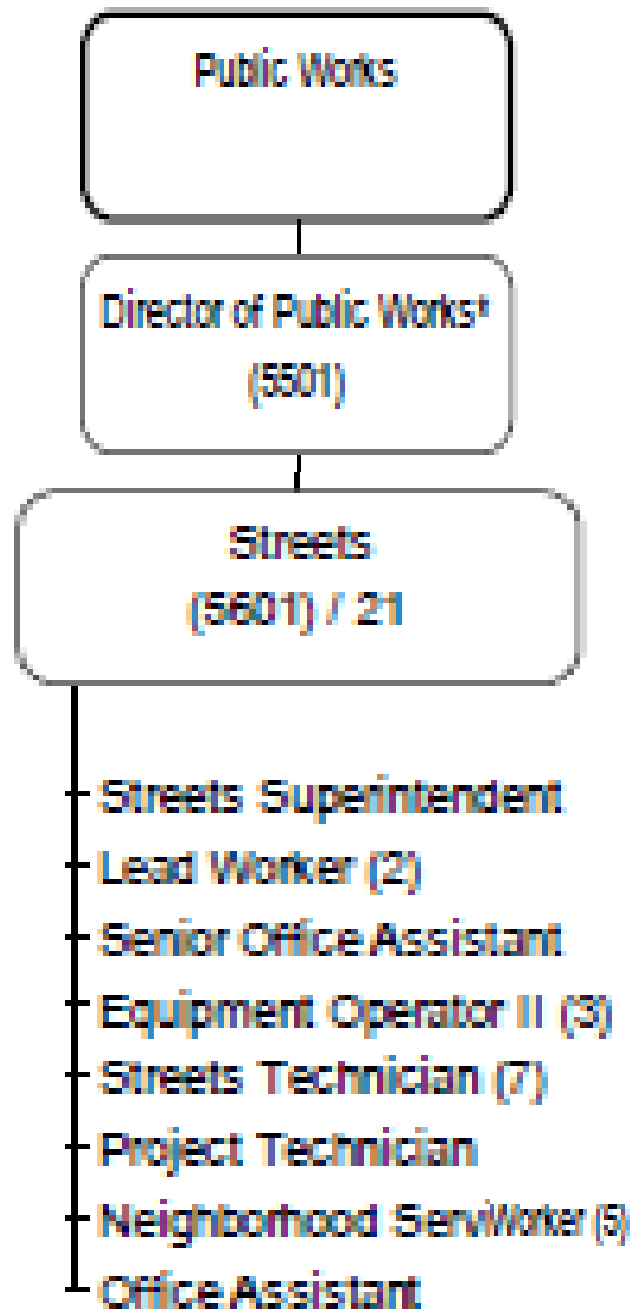 Public Works
Director of Public Works*
(5501)
Streets
(5601) / 21
Streets Superintendent
Lead Worker (2)
Senior Office Assistant
Equipment Operator II (3)
Streets Technician (7)
Project Technician
Neighborhood ServiWorker (5)
Office Assistant